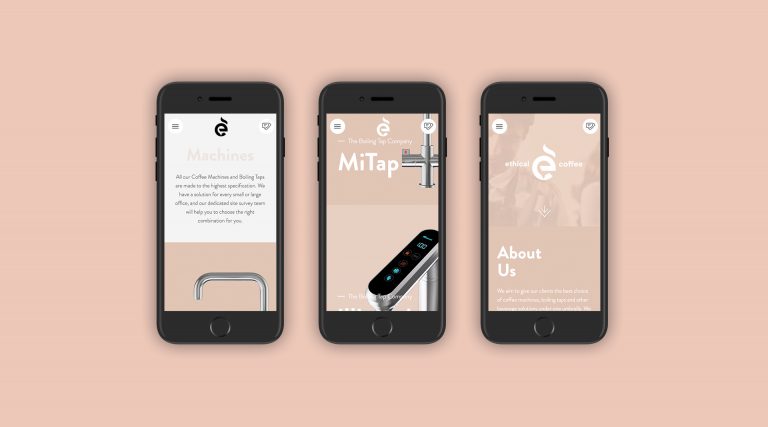 Machines
All our Coffee Machines and Boiling Taps
are made to the highest specification. We
have a solution for every small or large
office, and our dedicated site survey team
will help you to choose the right
combination for you.
The Boiling Tap Company
MiTap
The Boiling Tap Company
ethical coffee
About
Us
We aim to give our clients the best choice
of coffee machines, boiling taps and other